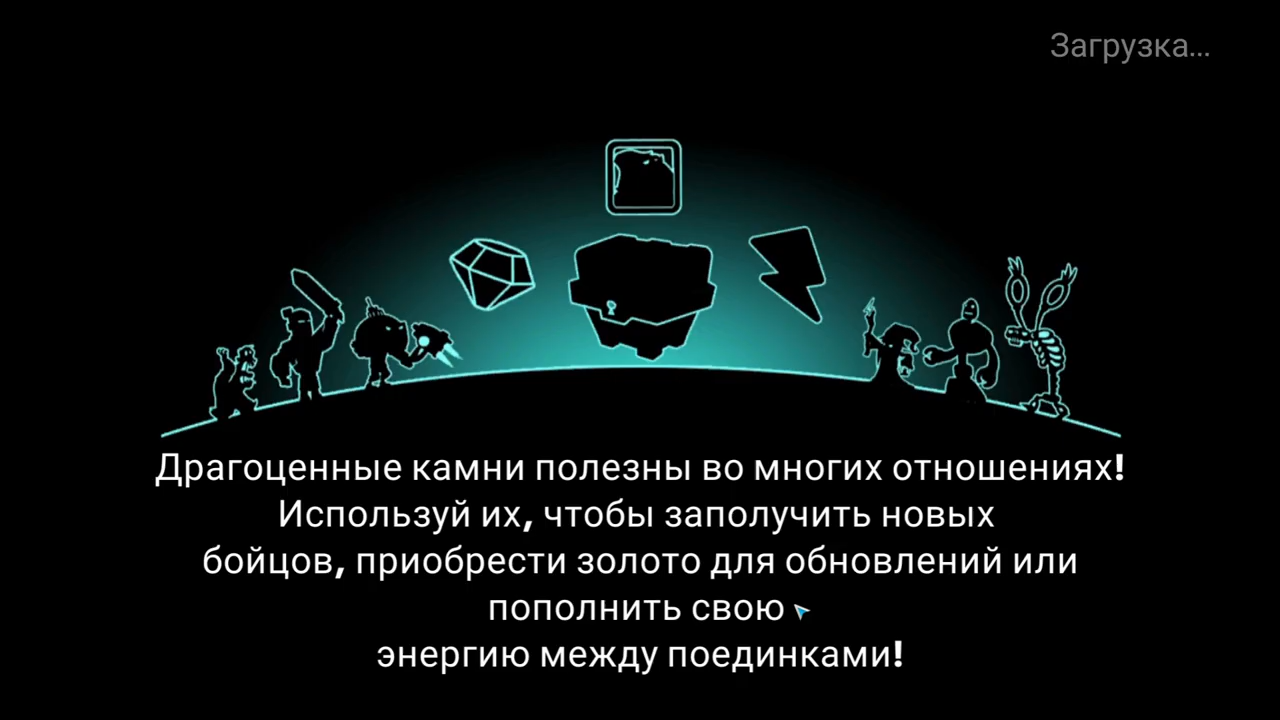 Загрузка...
Драгоценные камни полезны во многих отношениях!
Используй их, чтобы заполучить новых
бойцов, приобрести золото для обновлений или
пополнить свою
энергию между поединками!